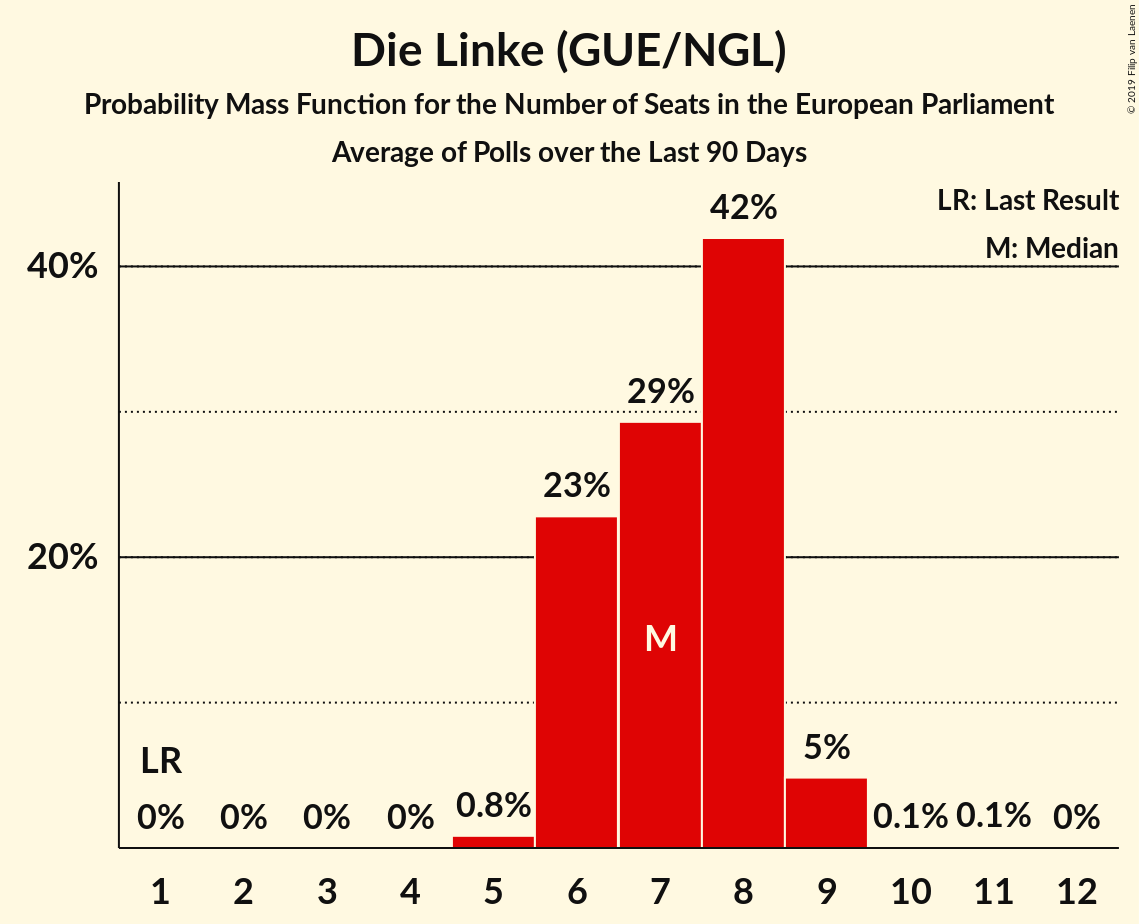 Die Linke (GUE/NGL)
Probability Mass Function for the Number of Seats in the European Parliament
Average of Polls over the Last 90 Days
© 2019 Filip van Laenen
LR: Last Result
M: Median
42%
40%
29%
23%
20%
M
LR
5%
0% 0% 0% 0% 0.8% 0.1% 0.1% 0%
1 2 3 4 5 6 7 8 9 10 11 12